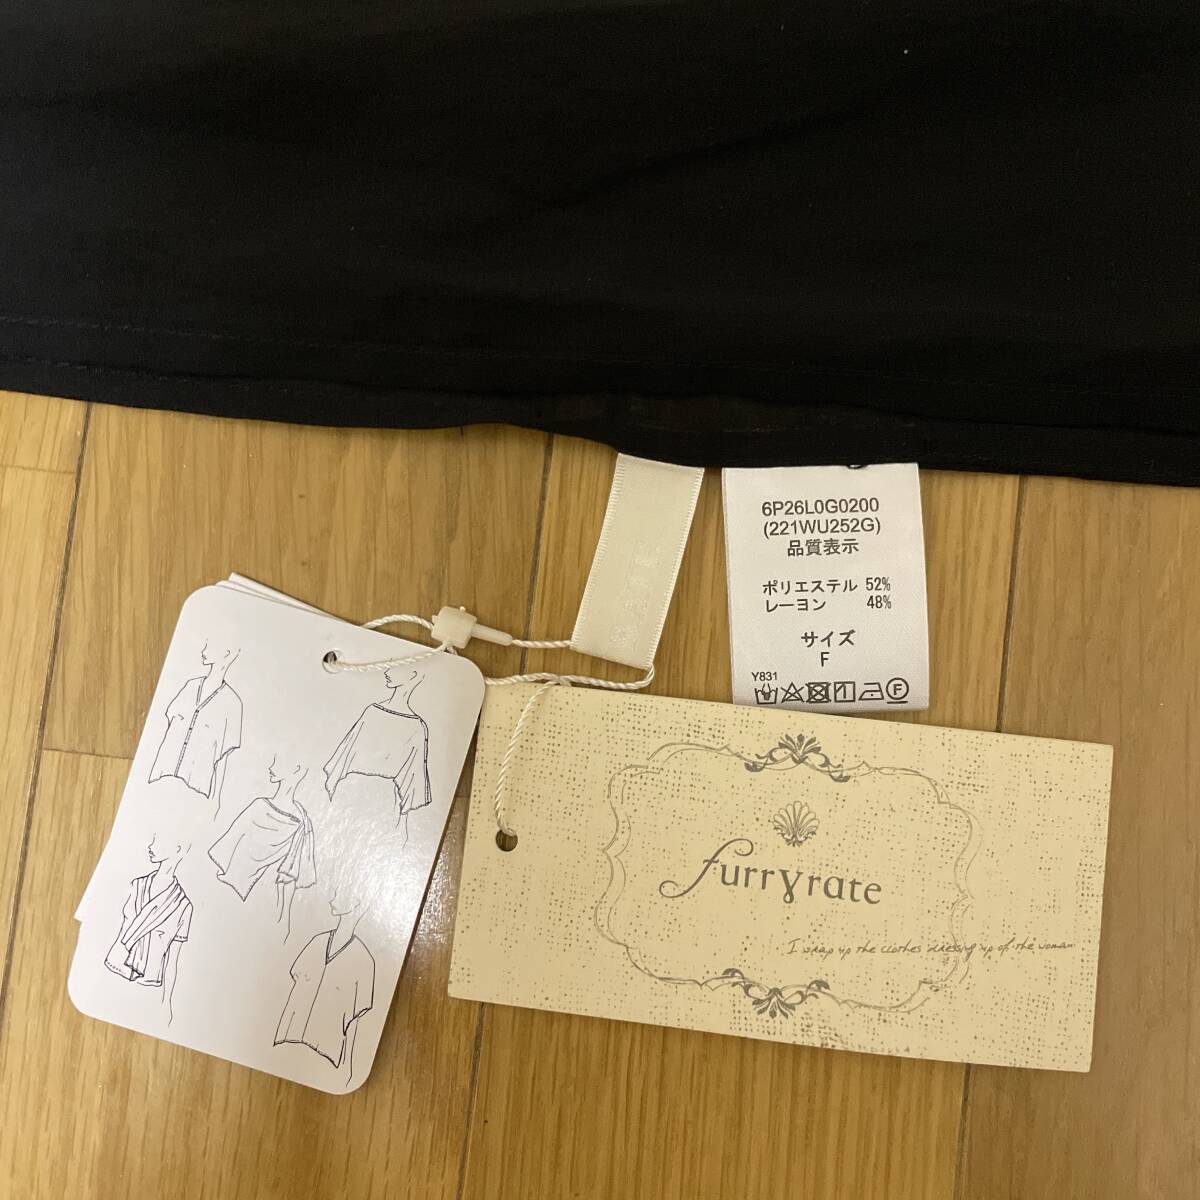 6P26L0G0200
(221WU252G)
品質表示
ポリエステル 52%
レーヨン 48%
サイズ
F
Y831
F
furryrate
I wrap up the clothes dressing up of the woman